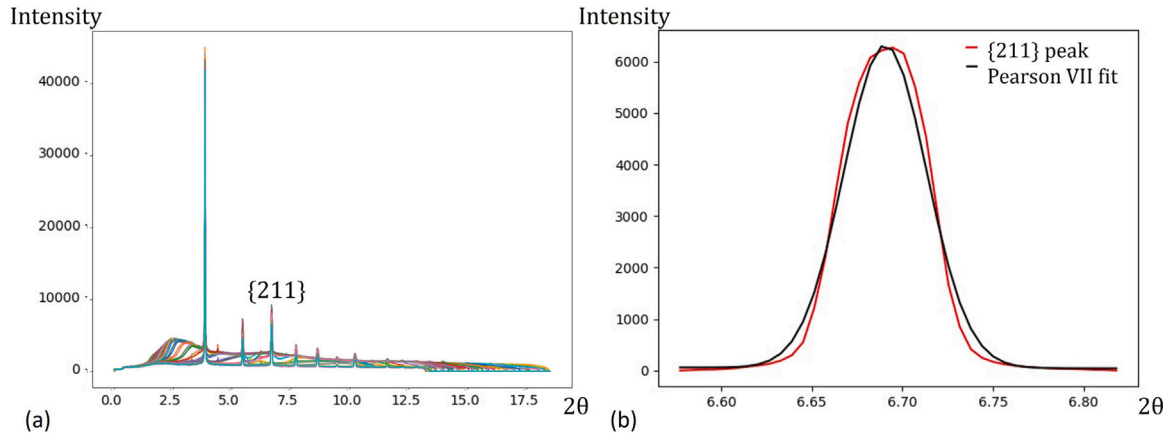 Intensity
40000
30000
20000
10000
0
{211}
0.0 2.5 5.0 7.5 10.0 12.5 15.0 17.5 2θ
(a)
Intensity
6000
5000
4000
3000
2000
1000
0
{211} peak
Pearson VII fit
6.60 6.65 6.70 6.75 6.80 2θ
(b)